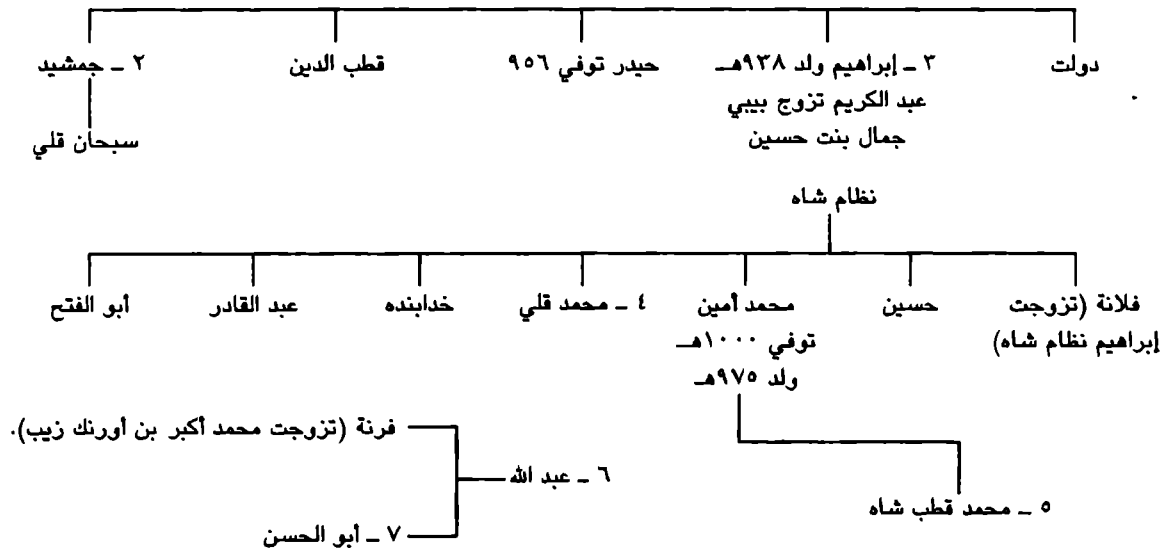 دولت
٣ ـ إبراهيم ولد ٩٣٨هـ
حيدر توفي ٩٥٦
قطب الدين
٢ ـ جمشيد
عبد الكريم تزوج ببيبي
جمال بنت حسين
سبحان قلي
نظام شاه
فلانة (تزوجت
حسين
محمد أمين
٤ ـ محمد قلي
خدابنده
عبد القادر
أبو الفتح
إبراهيم نظام شاه)
توفي ١٠٠٠هـ
ولد ٩٧٥هـ
فرنة (تزوجت محمد أكبر بن أورنك زيب).
٦ ـ عبد الله
٥ ـ محمد قطب شاه
٧ ـ أبو الحسن